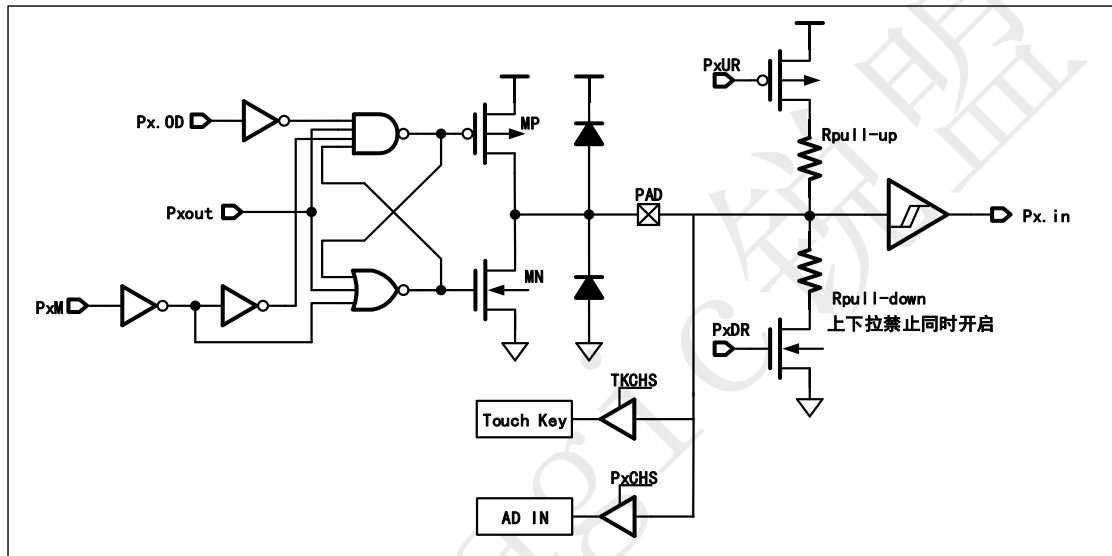 PxUR
Px.OD
MP
Rpull-up
PAD
Pxout
Px.in
MN
PxM
Rpull-down
上下拉禁止同时开启
PxDR
TKCHS
Touch Key
PxCHS
AD IN